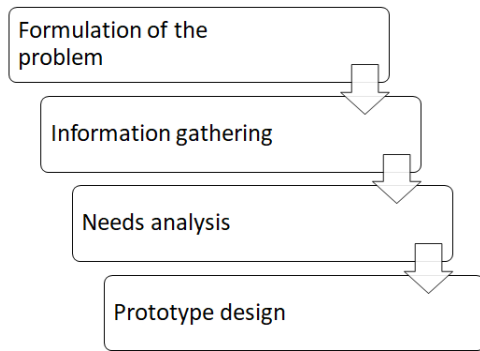 Formulation of the
problem
Information gathering
Needs analysis
Prototype design